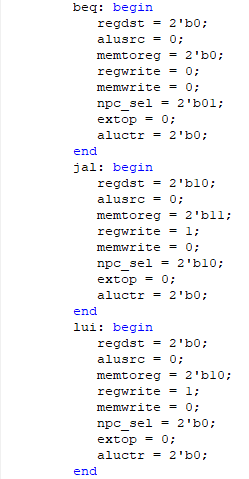 beq: begin
regdst = 2'b0;
alusrc = 0;
memtoreg = 2'b0;
regwrite = 0;
memwrite = 0;
npc_sel = 2'b01;
extop = 0;
aluctr = 2'b0;
end
jal: begin
regdst = 2'b10;
alusrc = 0;
memtoreg = 2'b11;
regwrite = 1;
memwrite = 0;
npc_sel = 2'b10;
extop = 0;
aluctr = 2'b0;
end
lui: begin
regdst = 2'b0;
alusrc = 0;
memtoreg = 2'b10;
regwrite = 1;
memwrite = 0;
npc_sel = 2'b0;
extop = 0;
aluctr = 2'b0;
end